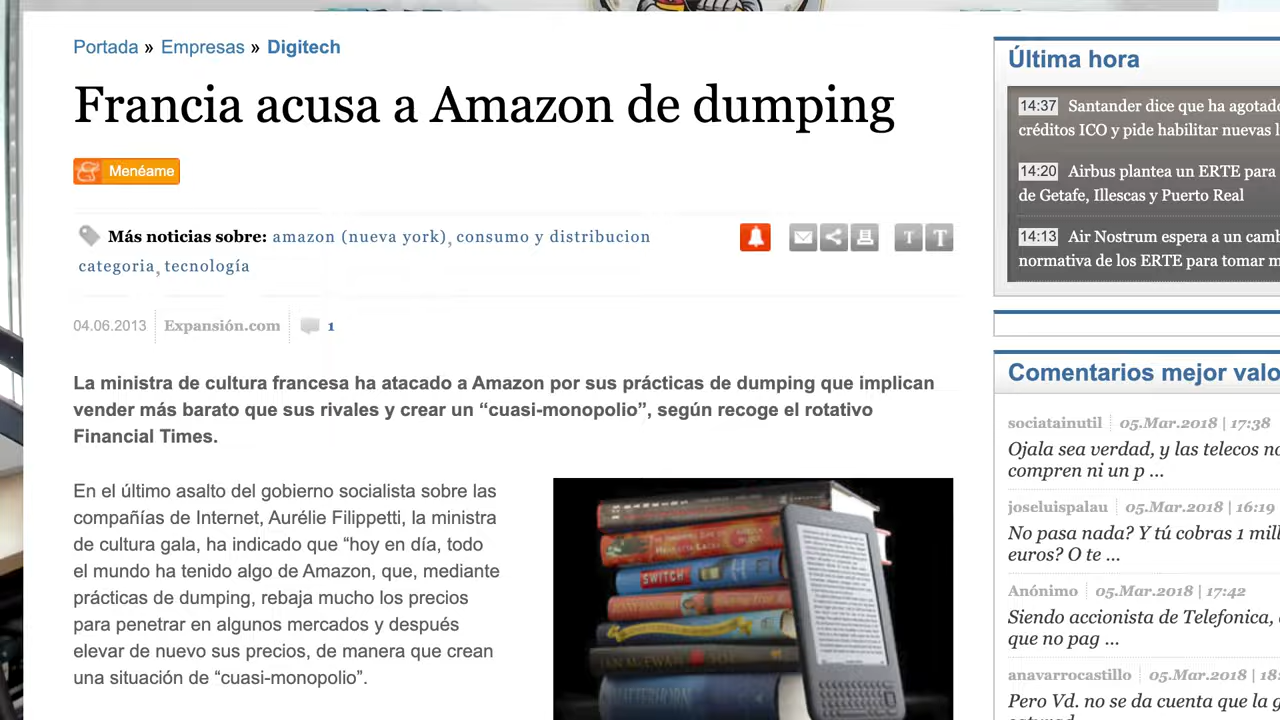 Portada » Empresas » Digitech
Francia acusa a Amazon de dumping
Menéame
Más noticias sobre: amazon (nueva york), consumo y distribucion
categoria, tecnología
T T
04.06.2013 Expansión.com 1
La ministra de cultura francesa ha atacado a Amazon por sus prácticas de dumping que implican
vender más barato que sus rivales y crear un “cuasi-monopolio”, según recoge el rotativo
Financial Times.
En el último asalto del gobierno socialista sobre las
compañías de Internet, Aurélie Filippetti, la ministra
de cutura gala, ha indicado que “hoy en día, todo
el mundo ha tenido algo de Amazon, que, mediante
prácticas de dumping, rebaja mucho los precios
para penetrar en algunos mercados y después
elevar de nuevo sus precios, de manera que crean
una situación de “cuasi-monopolio”.
SWITCH
Última hora
14:37 Santander dice que ha agotado
créditos ICO y pide habilitar nuevas
14:20 Airbus plantea un ERTE para
de Getafe, Illescas y Puerto Real
14:13 Air Nostrum espera a un
normativa de los ERTE para tomar
Comentarios mejor
sociatainutil 05.Mar.2018 | 17:38
Ojala sea verdad, y las telecos
compren ni un p ...
joseluispalau 05.Mar.2018 | 16:19
No pasa nada? Y tú cobras 1
euros? O te ...
Anónimo 05.Mar.2018 | 17:42
Siendo accionista de Telefonica,
que no pag ...
anavarrocastillo 05.Mar.2018 |
Pero Vd. no se da cuenta que la